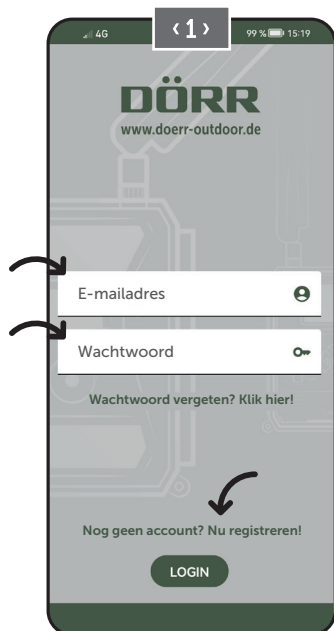 4G
‹ 1 ›
99 % 15:19
DÖRR
www.doerr-outdoor.de
E-mailadres
Wachtwoord
Wachtwoord vergeten? Klik hier!
Nog geen account? Nu registreren!
LOGIN